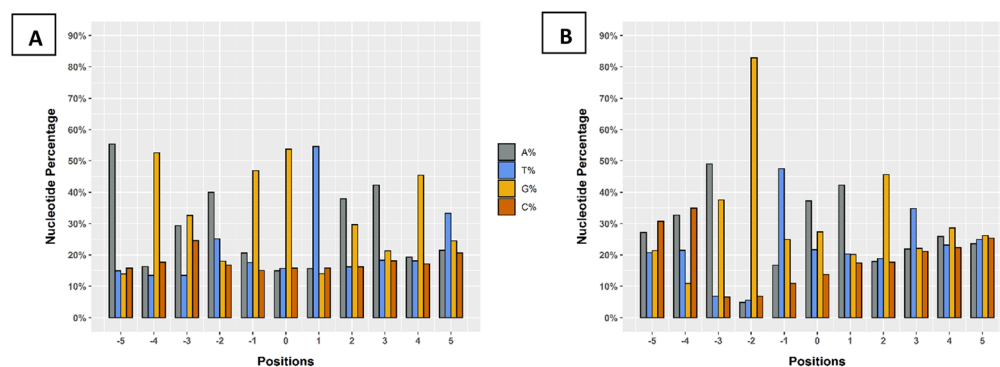 A
Nucleotide Percentage
90%
80%
70%
60%
50%
40%
30%
20%
10%
0%
-5 -4 -3 -2 -1 0 1 2 3 4 5
Positions
A%
T%
G%
C%
B
Nucleotide Percentage
90%
80%
70%
60%
50%
40%
30%
20%
10%
0%
-5 -4 -3 -2 -1 0 1 2 3 4 5
Positions